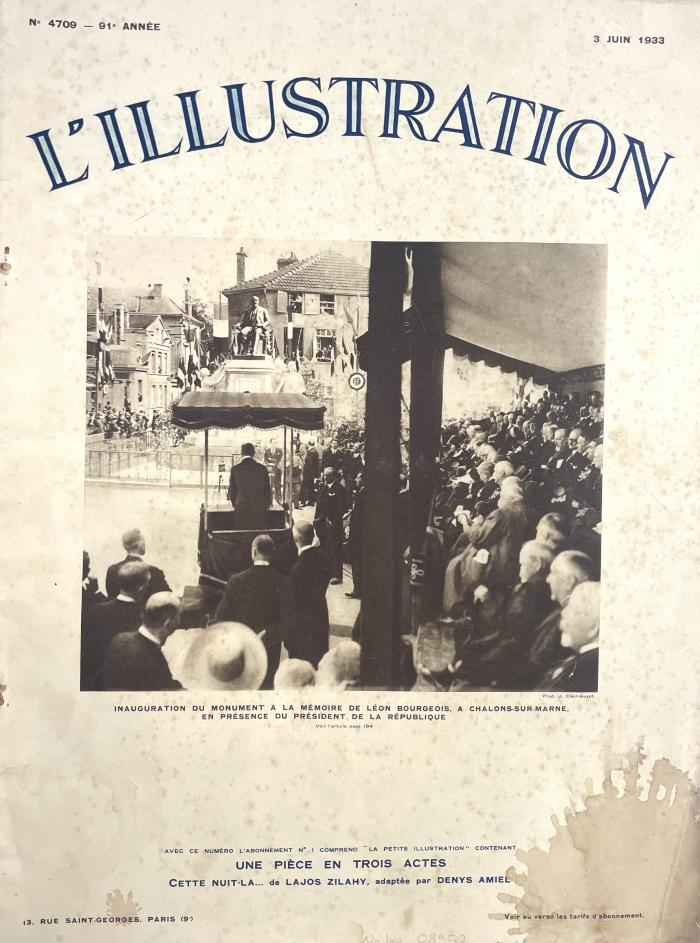 Nº 4709 — 91ᵉ ANNÉE
3 JUIN 1933
L'ILLUSTRATION
Phot. J. Clair-Guyot.
INAUGURATION DU MONUMENT A LA MÉMOIRE DE LÉON BOURGEOIS, A CHALONS-SUR-MARNE,
EN PRÉSENCE DU PRÉSIDENT DE LA RÉPUBLIQUE
Voir l'article page 184.
AVEC CE NUMÉRO L'ABONNEMENT Nº 1 COMPREND "LA PETITE ILLUSTRATION" CONTENANT
UNE PIÈCE EN TROIS ACTES
CETTE NUIT-LA... de LAJOS ZILAHY, adaptée par DENYS AMIEL
13, RUE SAINT-GEORGES, PARIS (9ᵉ)
Voir au verso les tarifs d'abonnement.